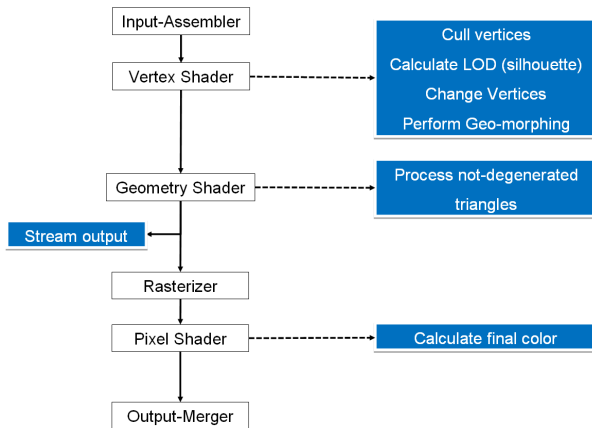 Input-Assembler
Cull vertices
Calculate LOD (silhouette)
Change Vertices
Perform Geo-morphing
Vertex Shader
Geometry Shader
Process not-degenerated
triangles
Stream output
Rasterizer
Pixel Shader
Calculate final color
Output-Merger